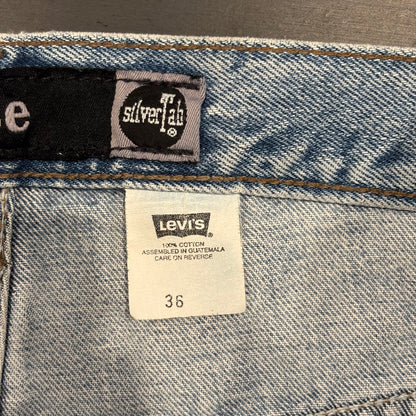 e
silverTab
®
Levi's
®
100% COTTON
ASSEMBLED IN GUATEMALA
CARE ON REVERSE
36